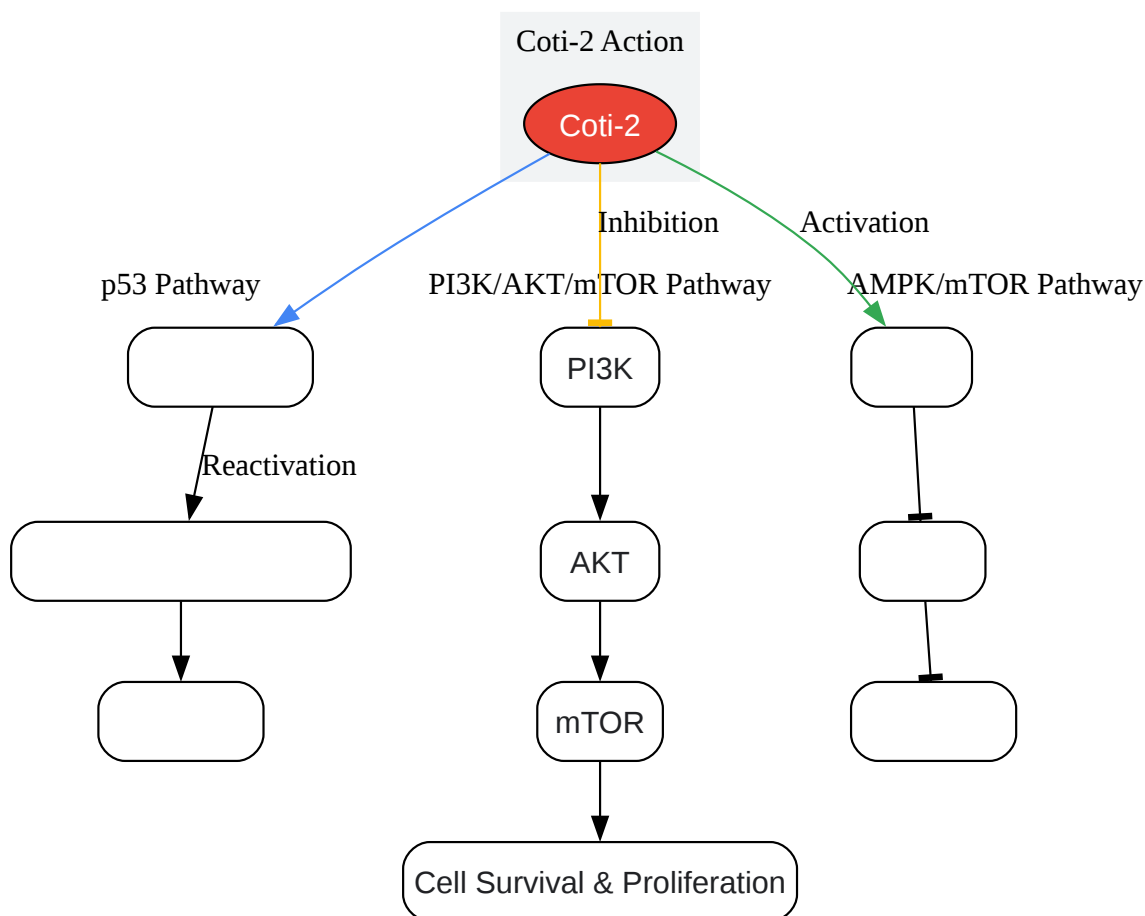 Coti-2 Action
Coti-2
Inhibition
Activation
p53 Pathway
PI3K/AKT/mTOR Pathway
AMPK/mTOR Pathway
PI3K
Reactivation
AKT
mTOR
Cell Survival & Proliferation